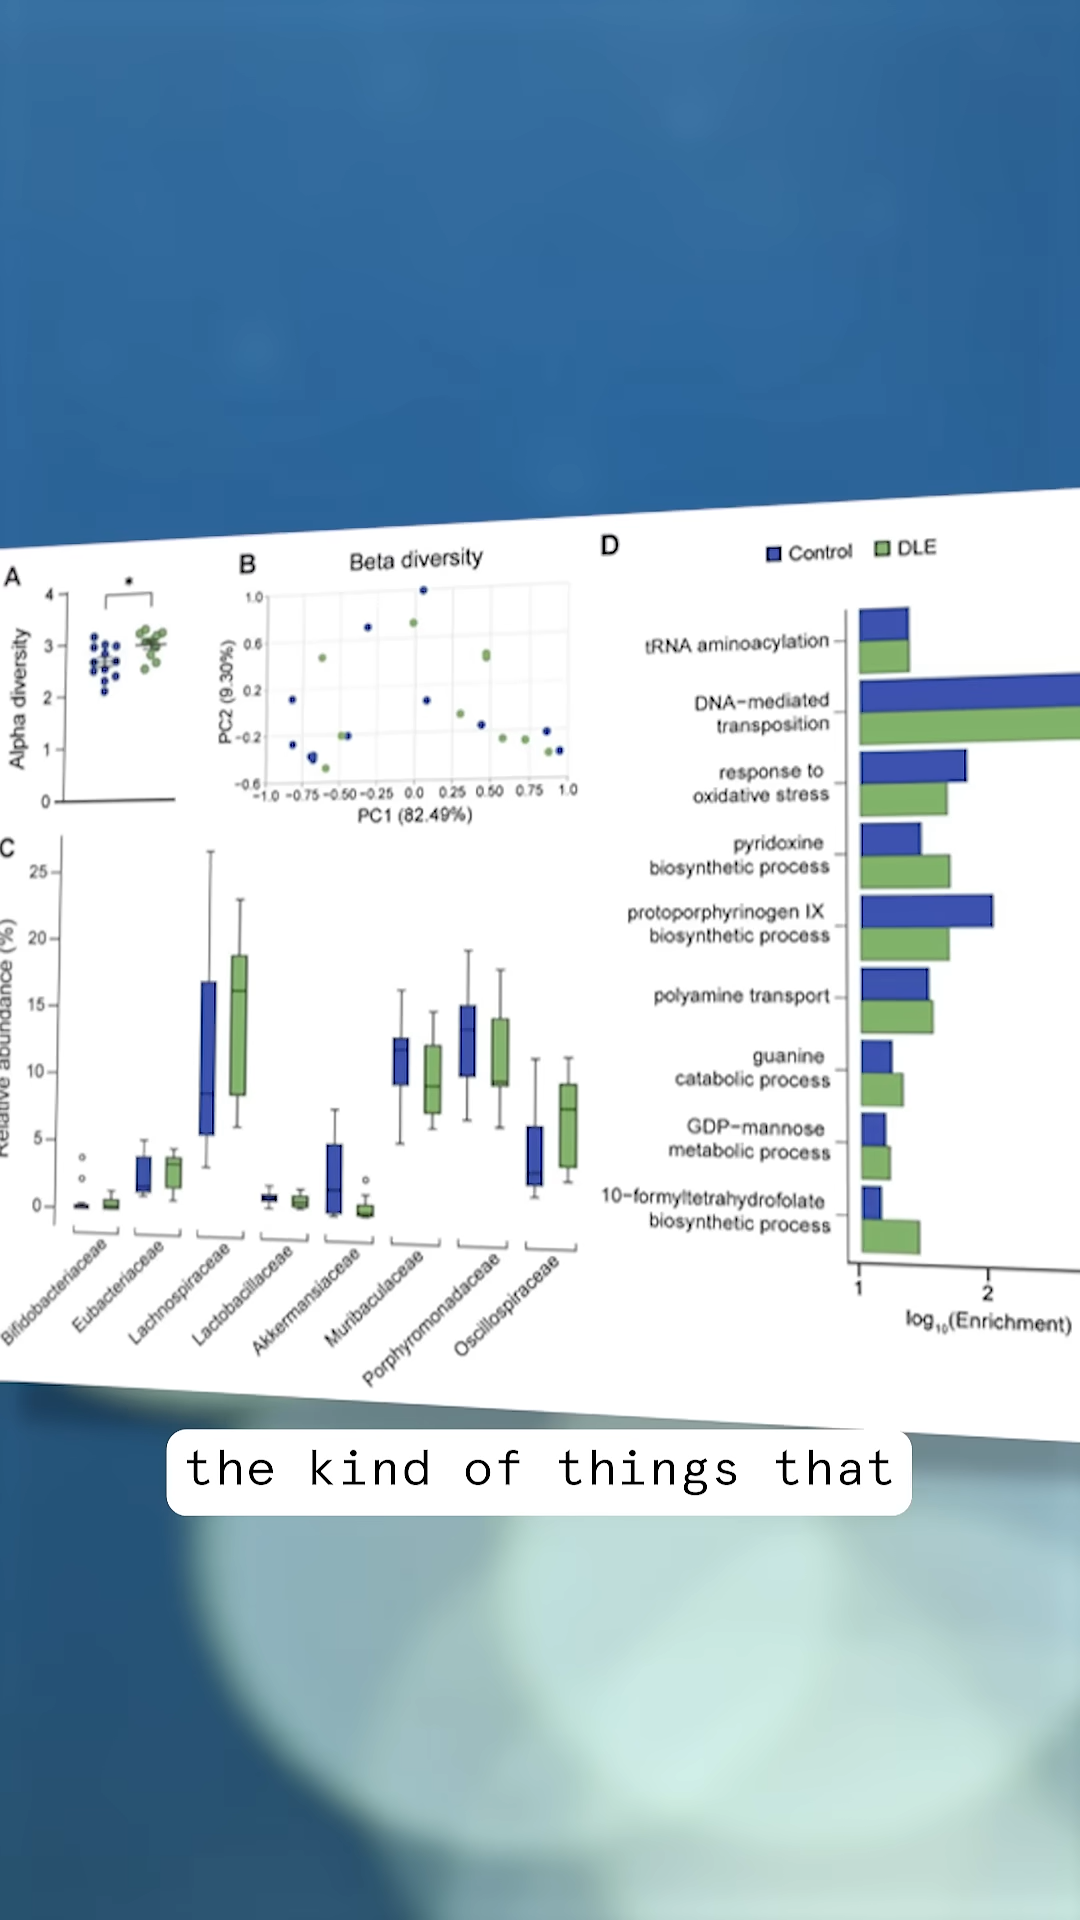 A
*
4
3
2
1
0
Alpha diversity
B
Beta diversity
1.0
0.6
0.2
−0.2
−0.6
PC2 (9.30%)
−1.0 −0.75 −0.50 −0.25 0.0 0.25 0.50 0.75 1.0
PC1 (82.49%)
C
25
20
15
10
5
0
Relative abundance (%)
Bifidobacteriaceae
Eubacteriaceae
Lachnospiraceae
Lactobacillaceae
Akkermansiaceae
Muribaculaceae
Porphyromonadaceae
Oscillospiraceae
D
Control DLE
tRNA aminoacylation
DNA−mediated
transposition
response to
oxidative stress
pyridoxine
biosynthetic process
protoporphyrinogen IX
biosynthetic process
polyamine transport
guanine
catabolic process
GDP−mannose
metabolic process
10−formyltetrahydrofolate
biosynthetic process
1 2
log10(Enrichment)
the kind of things that